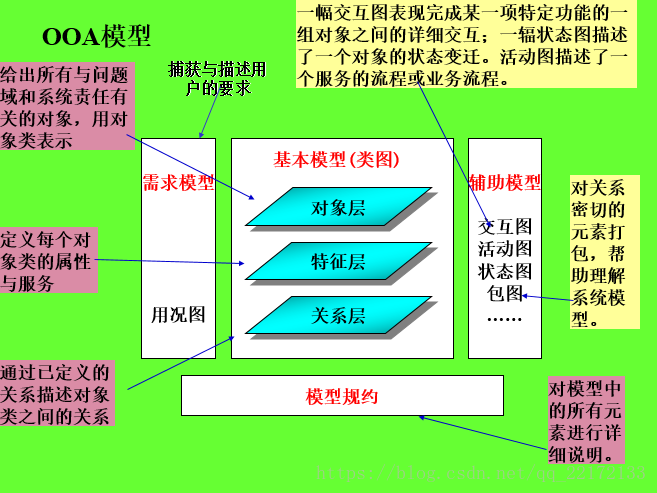 OOA模型
一幅交互图表现完成某一项特定功能的一
组对象之间的详细交互；一辐状态图描述
了一个对象的状态变迁。活动图描述了一
个服务的流程或业务流程。
给出所有与问题
域和系统责任有
关的对象，用对
象类表示
捕获与描述用
户的要求
需求模型
用况图
基本模型(类图)
对象层
特征层
关系层
辅助模型
交互图
活动图
状态图
包图
……
对关系
密切的
元素打
包，帮
助理解
系统模
型。
定义每个对
象类的属性
与服务
通过已定义的
关系描述对象
类之间的关系
模型规约
对模型中
的所有元
素进行详
细说明。